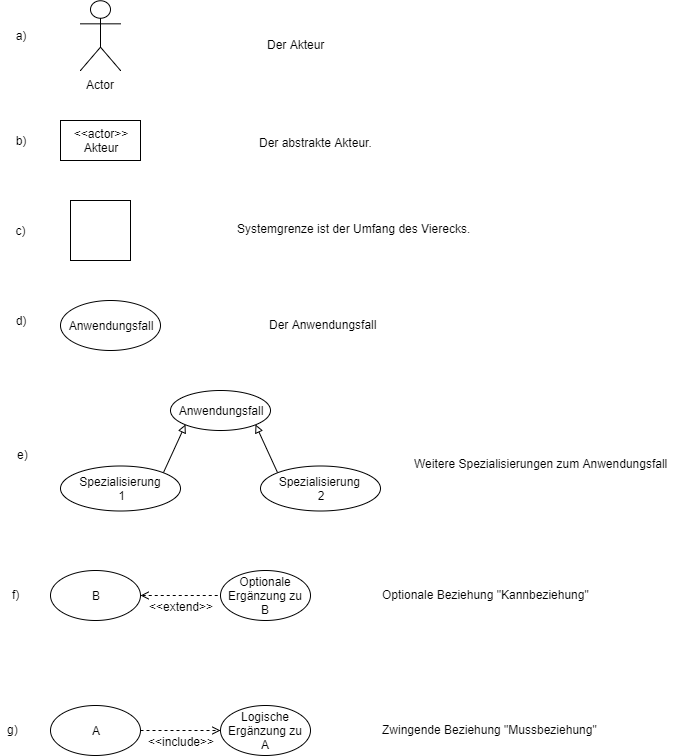 a)
Der Akteur
Actor
b)
<<actor>>
Akteur
Der abstrakte Akteur.
c)
Systemgrenze ist der Umfang des Vierecks.
d)
Anwendungsfall
Der Anwendungsfall
Anwendungsfall
e)
Weitere Spezialisierungen zum Anwendungsfall
Spezialisierung
1
Spezialisierung
2
f)
B
<<extend>>
Optionale
Ergänzung zu
B
Optionale Beziehung "Kannbeziehung"
g)
A
<<include>>
Logische
Ergänzung zu
A
Zwingende Beziehung "Mussbeziehung"